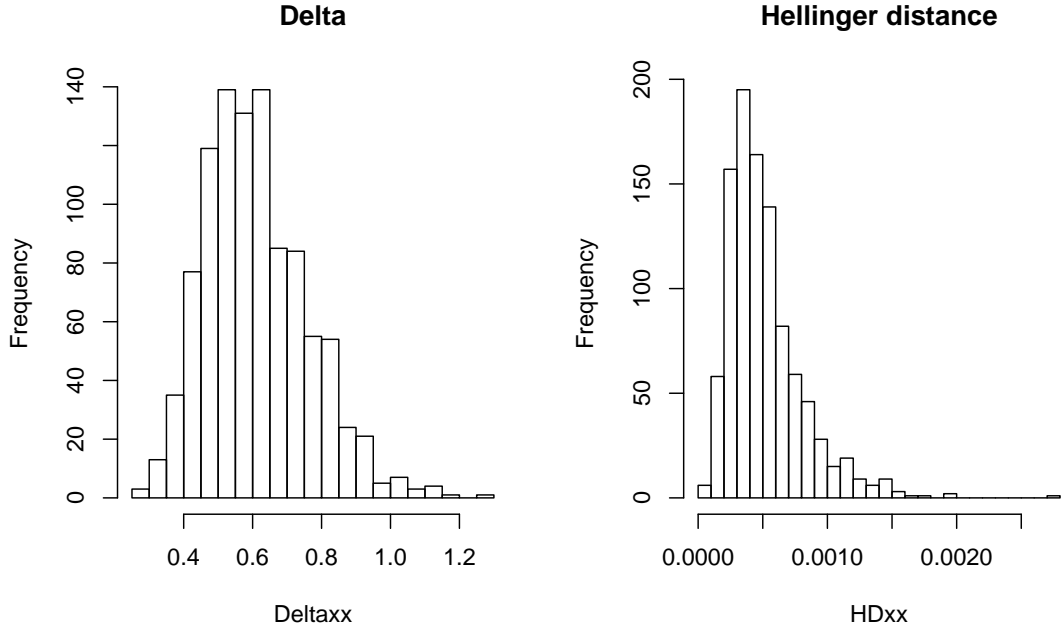 Delta
Frequency
0 20 40 60 80 100 140
0.4 0.6 0.8 1.0 1.2
Deltaxx
Hellinger distance
Frequency
0 50 100 150 200
0.0000 0.0010 0.0020
HDxx